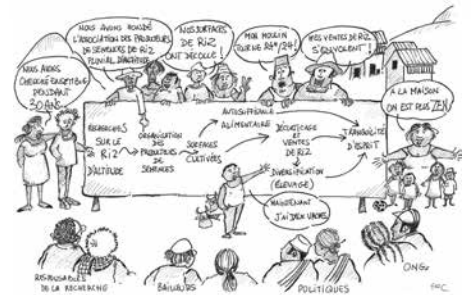 NOUS AVONS
CHERCHÉ ENSEMBLE
PENDANT
30 ANS...
NOUS AVONS FONDÉ
L'ASSOCIATION DES PRODUCTEURS
DE SEMENCES DE RIZ
PLUVIAL D'ALTITUDE
NOS SURFACES
DE RIZ
ONT DÉCOLLÉ !
MON MOULIN
TOURNE 24H/24 !
MES VENTES DE RIZ
S'ENVOLENT !
A LA MAISON
ON EST PLUS ZEN
RECHERCHES
SUR LE
RIZ
D'ALTITUDE
ORGANISATION
DES
PRODUCTEURS
DE
SEMENCES
SURFACES
CULTIVÉES
AUTOSUFFISANCE
ALIMENTAIRE
DÉCORTICAGE
ET
VENTES
DE RIZ
DIVERSIFICATION
(ÉLEVAGE)
TRANQUILLITÉ
D'ESPRIT
MAINTENANT
J'AI DEUX VACHES
RESPONSABLES
DE LA RECHERCHE
BAILLEURS
POLITIQUES
ONGs